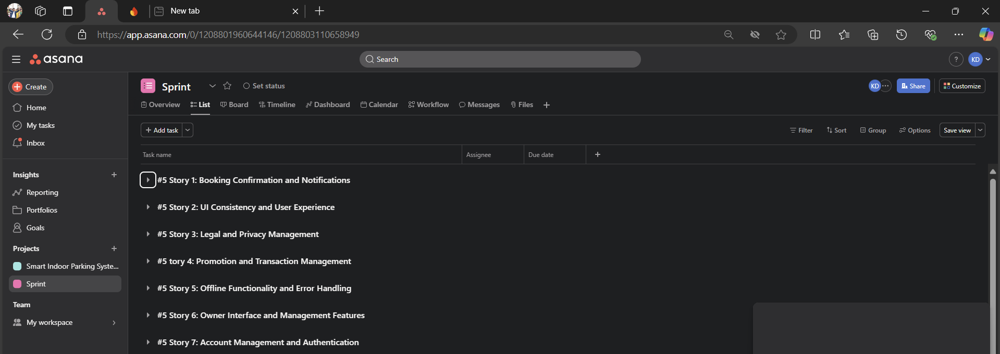 New tab
https://app.asana.com/0/1208801960644146/1208803110658949
asana
Search
?
KD
Create
Home
My tasks
Inbox
Insights
Reporting
Portfolios
Goals
Projects
Smart Indoor Parking Syste...
Sprint
Team
My workspace
Sprint
Set status
KD
Share
Customize
Overview
List
Board
Timeline
Dashboard
Calendar
Workflow
Messages
Files
Add task
Filter
Sort
Group
Options
Save view
Task name
Assignee
Due date
#5 Story 1: Booking Confirmation and Notifications
#5 Story 2: UI Consistency and User Experience
#5 Story 3: Legal and Privacy Management
#5 tory 4: Promotion and Transaction Management
#5 Story 5: Offline Functionality and Error Handling
#5 Story 6: Owner Interface and Management Features
#5 Story 7: Account Management and Authentication